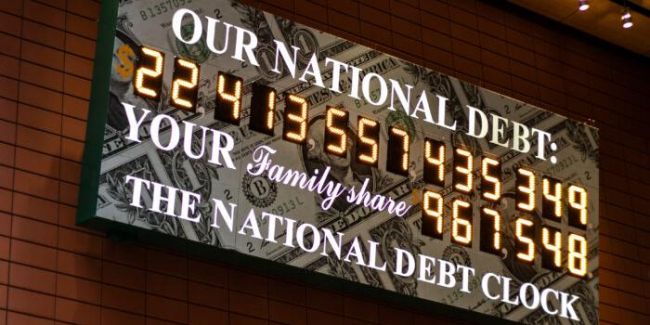 OUR NATIONAL DEBT:
$22,413,557,435,349
YOUR Family share $967,548
THE NATIONAL DEBT CLOCK